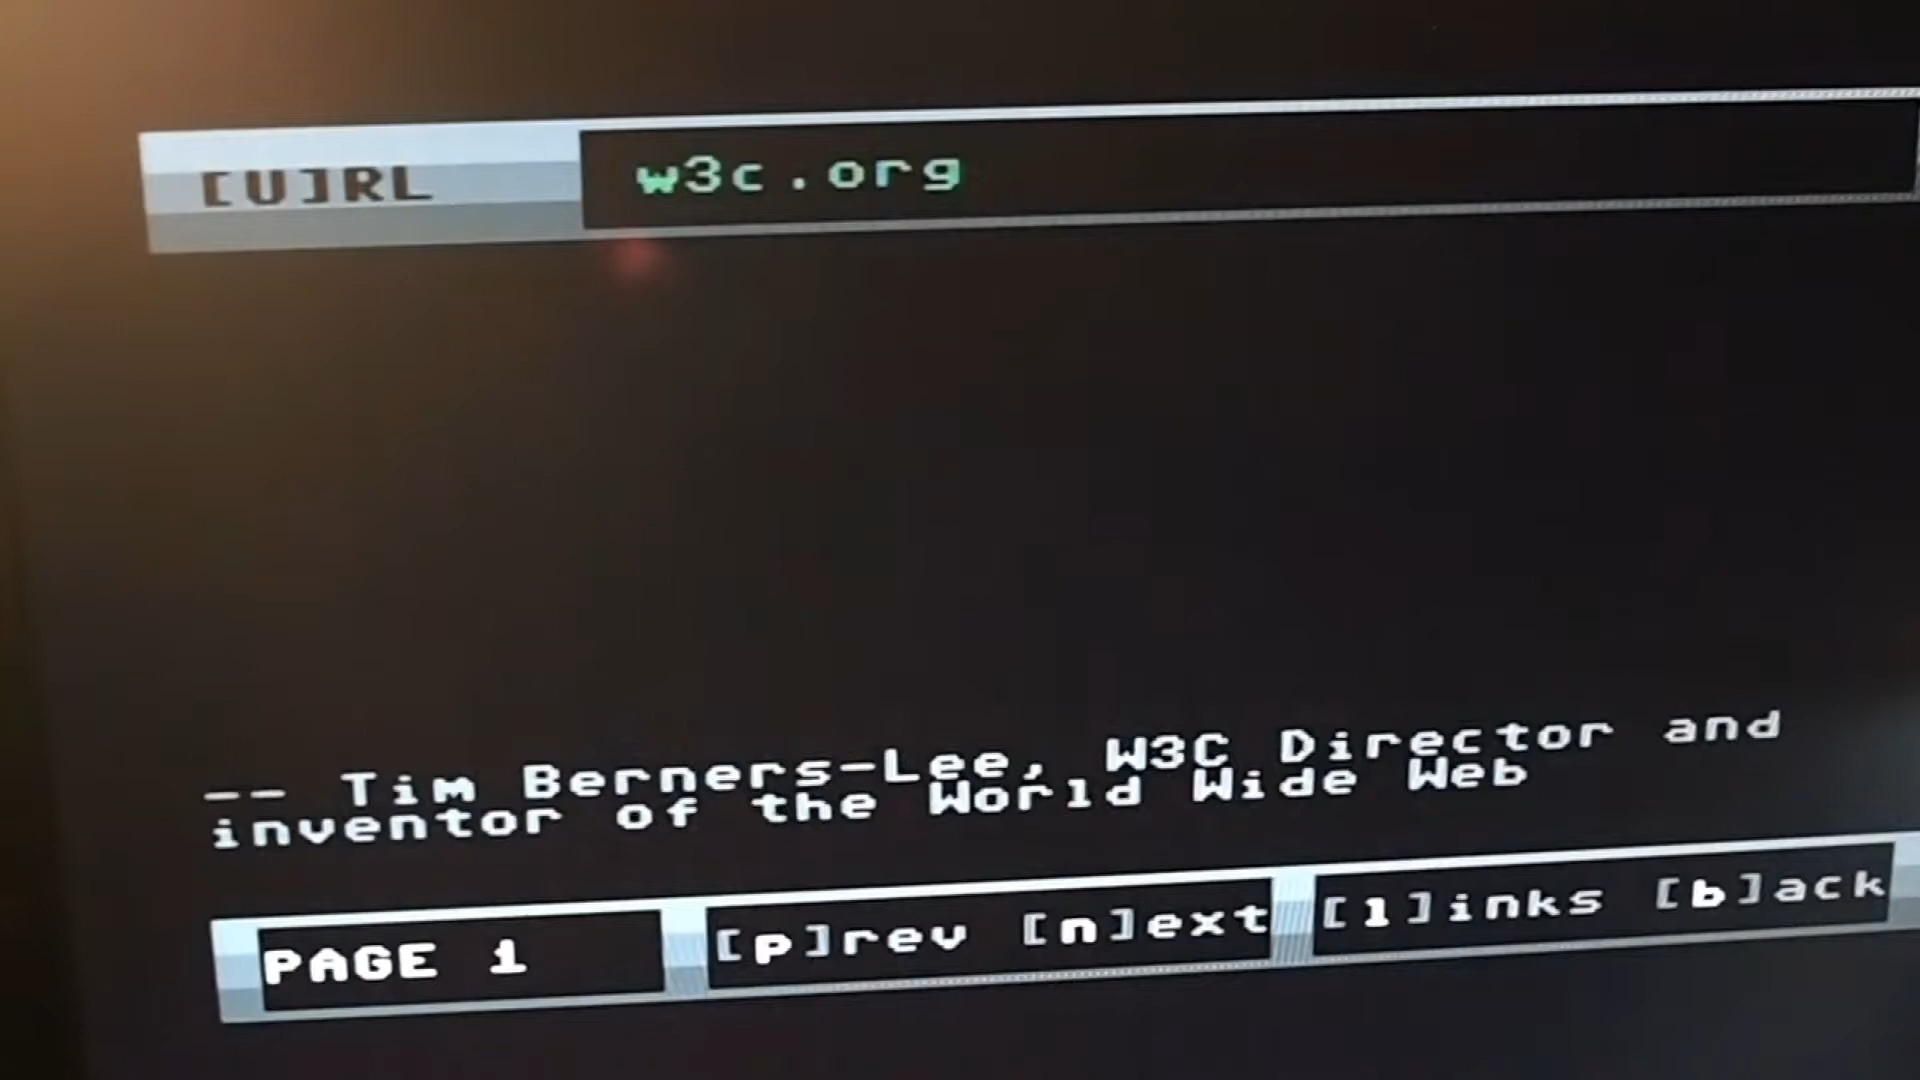 [U]RL w3c.org
-- Tim Berners-Lee, W3C Director and
inventor of the World Wide Web
PAGE 1 [p]rev [n]ext [l]inks [b]ack